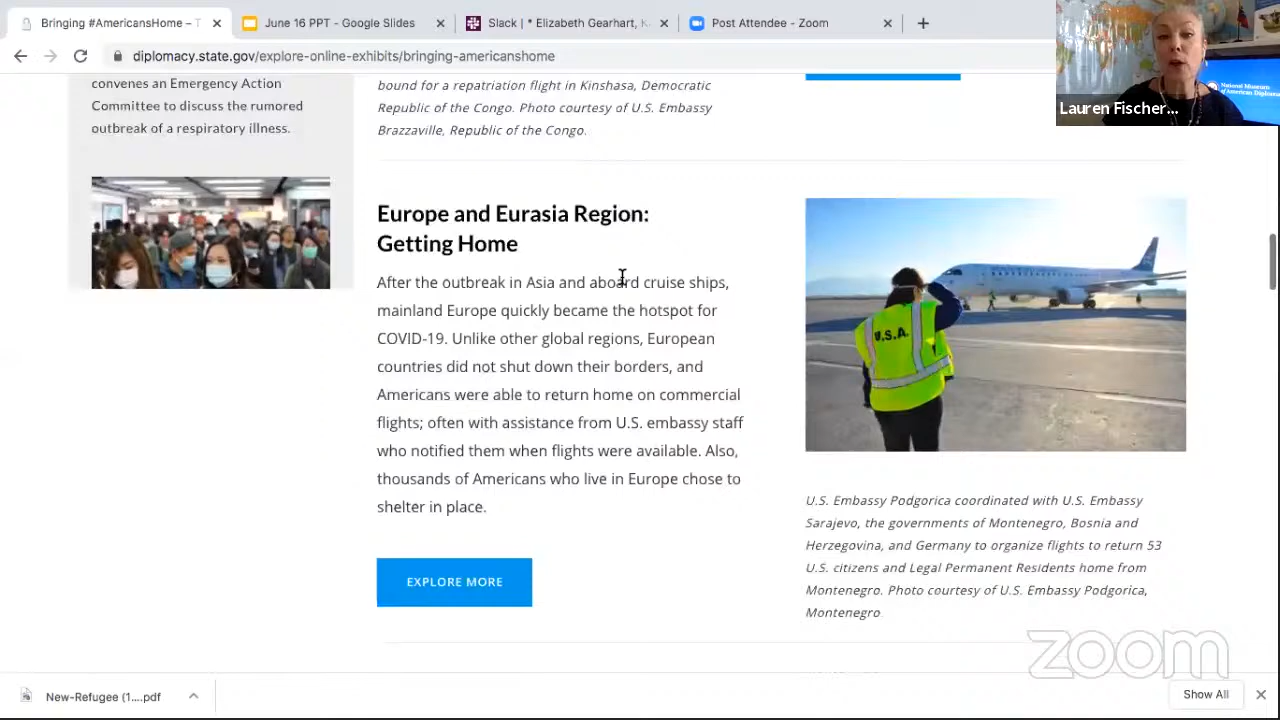 Bringing #AmericansHome – T
June 16 PPT - Google Slides
Slack | * Elizabeth Gearhart, K
Post Attendee - Zoom
diplomacy.state.gov/explore-online-exhibits/bringing-americanshome
National Museum
of American Diplomacy
Lauren Fischer...
convenes an Emergency Action
Committee to discuss the rumored
outbreak of a respiratory illness.
bound for a repatriation flight in Kinshasa, Democratic
Republic of the Congo. Photo courtesy of U.S. Embassy
Brazzaville, Republic of the Congo.
Europe and Eurasia Region:
Getting Home
After the outbreak in Asia and aboard cruise ships,
mainland Europe quickly became the hotspot for
COVID-19. Unlike other global regions, European
countries did not shut down their borders, and
Americans were able to return home on commercial
flights; often with assistance from U.S. embassy staff
who notified them when flights were available. Also,
thousands of Americans who live in Europe chose to
shelter in place.
EXPLORE MORE
U.S.A.
U.S. Embassy Podgorica coordinated with U.S. Embassy
Sarajevo, the governments of Montenegro, Bosnia and
Herzegovina, and Germany to organize flights to return 53
U.S. citizens and Legal Permanent Residents home from
Montenegro. Photo courtesy of U.S. Embassy Podgorica,
Montenegro.
zoom
New-Refugee (1....pdf
Show All